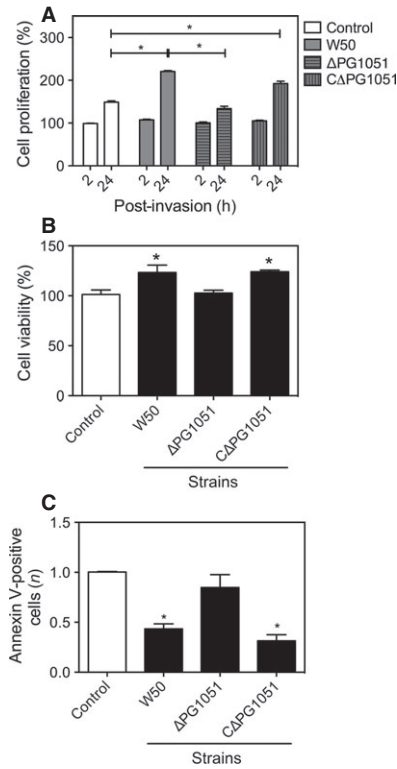 A
Cell proliferation (%)
300
200
100
0
*
*
*
2
24
2
24
2
24
2
24
Post-invasion (h)
Control
W50
ΔPG1051
CΔPG1051
B
Cell viability (%)
150
100
50
0
*
*
Control
W50
ΔPG1051
CΔPG1051
Strains
C
Annexin V-positive
cells (n)
1.5
1.0
0.5
0.0
*
*
Control
W50
ΔPG1051
CΔPG1051
Strains